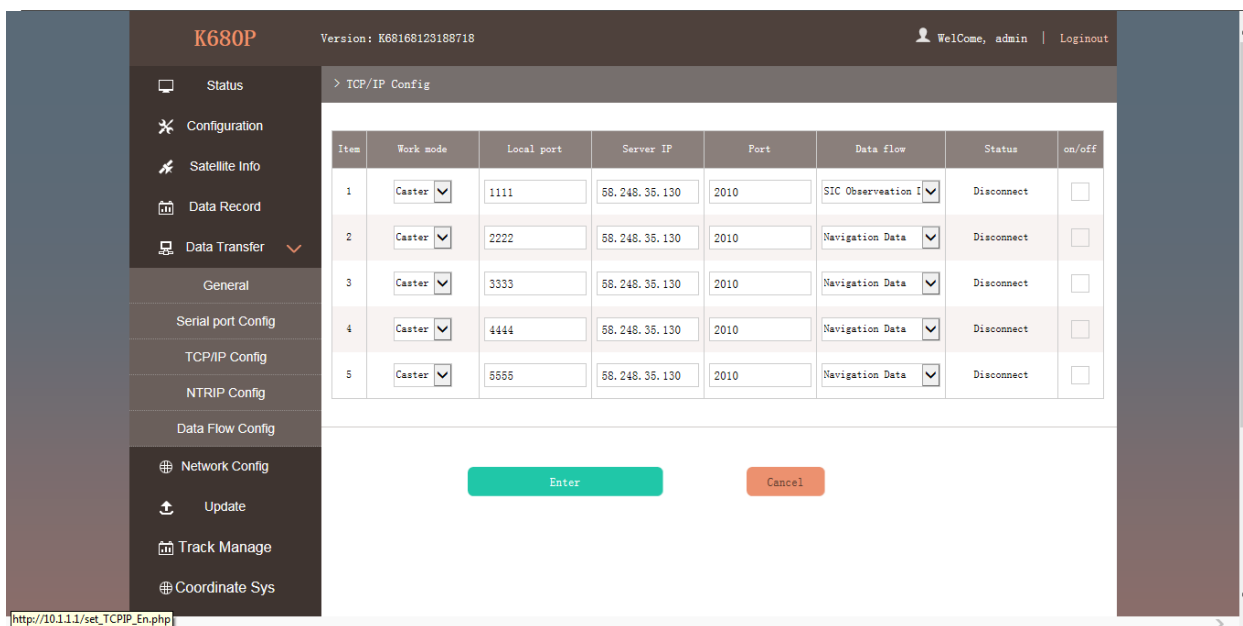 K680P
Version: K68168123188718
WelCome, admin | Loginout
Status
Configuration
Satellite Info
Data Record
Data Transfer
General
Serial port Config
TCP/IP Config
NTRIP Config
Data Flow Config
Network Config
Update
Track Manage
Coordinate Sys
> TCP/IP Config
Item Work mode Local port Server IP Port Data flow Status on/off
1 Caster 1111 58.248.35.130 2010 SIC Observeation Disconnect
2 Caster 2222 58.248.35.130 2010 Navigation Data Disconnect
3 Caster 3333 58.248.35.130 2010 Navigation Data Disconnect
4 Caster 4444 58.248.35.130 2010 Navigation Data Disconnect
5 Caster 5555 58.248.35.130 2010 Navigation Data Disconnect
Enter Cancel
http://10.1.1.1/set_TCPIP_En.php